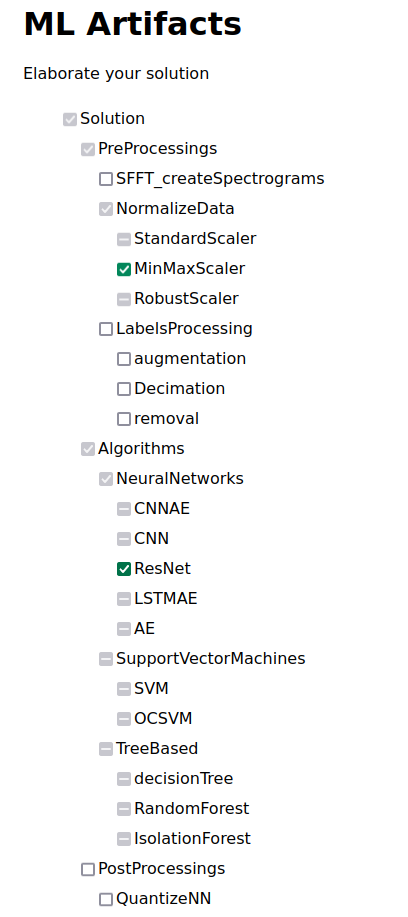 ML Artifacts
Elaborate your solution
Solution
PreProcessings
SFFT_createSpectrograms
NormalizeData
StandardScaler
MinMaxScaler
RobustScaler
LabelsProcessing
augmentation
Decimation
removal
Algorithms
NeuralNetworks
CNNAE
CNN
ResNet
LSTMAE
AE
SupportVectorMachines
SVM
OCSVM
TreeBased
decisionTree
RandomForest
IsolationForest
PostProcessings
QuantizeNN